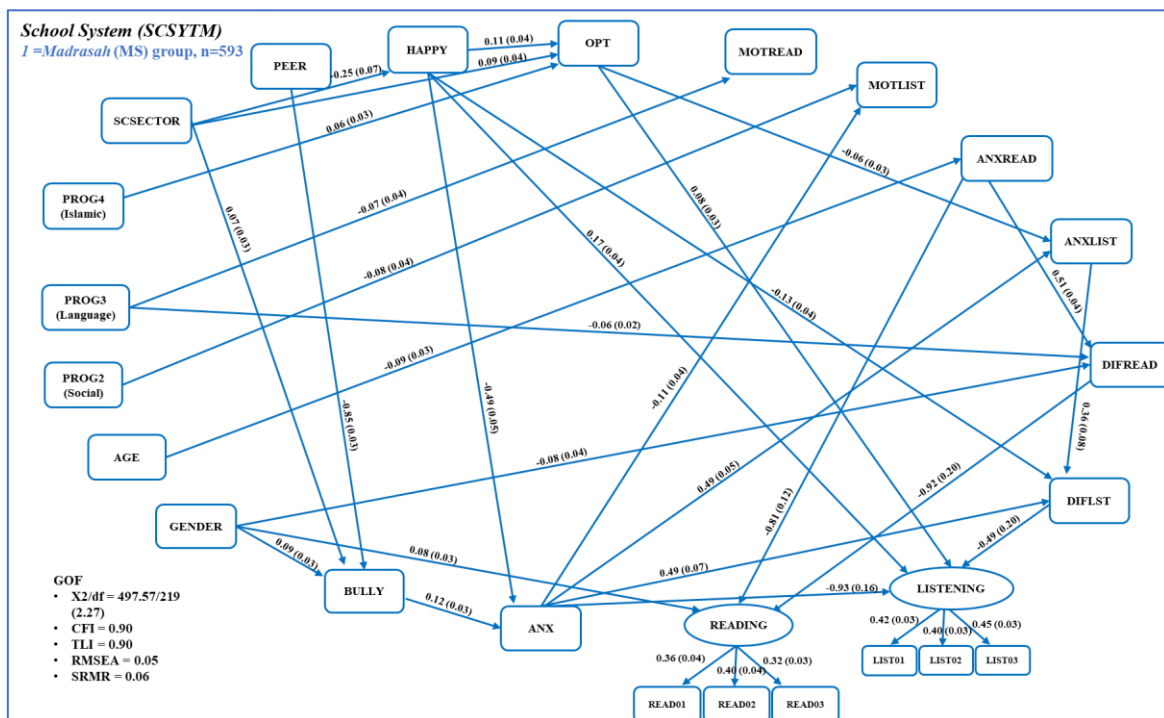 School System (SCSYTM)
1 =Madrasah (MS) group, n=593
PEER
HAPPY
OPT
MOTREAD
MOTLIST
SCSECTOR
ANXREAD
PROG4
(Islamic)
ANXLIST
PROG3
(Language)
DIFREAD
PROG2
(Social)
AGE
DIFLST
GENDER
BULLY
ANX
READING
LISTENING
LIST01
LIST02
LIST03
READ01
READ02
READ03
0.11 (0.04)
0.09 (0.04)
-0.25 (0.07)
0.06 (0.03)
-0.06 (0.03)
0.08 (0.03)
0.07 (0.03)
-0.07 (0.04)
0.17 (0.04)
0.51 (0.04)
-0.13 (0.04)
-0.08 (0.04)
-0.06 (0.02)
-0.09 (0.03)
-0.11 (0.04)
-0.49 (0.05)
-0.85 (0.03)
0.36 (0.08)
-0.08 (0.04)
0.49 (0.05)
-0.92 (0.20)
-0.81 (0.12)
0.09 (0.03)
0.08 (0.03)
0.49 (0.07)
-0.49 (0.20)
0.12 (0.03)
-0.93 (0.16)
0.42 (0.03)
0.40 (0.03)
0.45 (0.03)
0.36 (0.04)
0.40 (0.04)
0.32 (0.03)
GOF
• X2/df = 497.57/219
(2.27)
• CFI = 0.90
• TLI = 0.90
• RMSEA = 0.05
• SRMR = 0.06